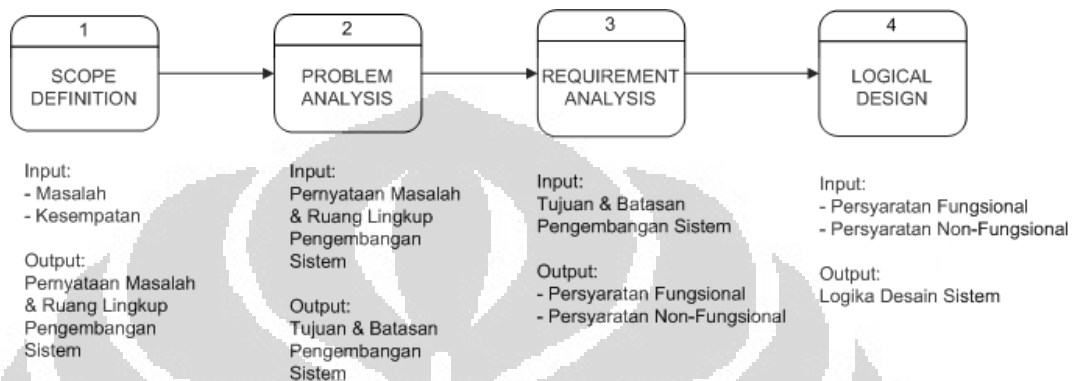 1
SCOPE
DEFINITION
Input:
- Masalah
- Kesempatan
Output:
Pernyataan Masalah
& Ruang Lingkup
Pengembangan
Sistem
2
PROBLEM
ANALYSIS
Input:
Pernyataan Masalah
& Ruang Lingkup
Pengembangan
Sistem
Output:
Tujuan & Batasan
Pengembangan
Sistem
3
REQUIREMENT
ANALYSIS
Input:
Tujuan & Batasan
Pengembangan Sistem
Output:
- Persyaratan Fungsional
- Persyaratan Non-Fungsional
4
LOGICAL
DESIGN
Input:
- Persyaratan Fungsional
- Persyaratan Non-Fungsional
Output:
Logika Desain Sistem